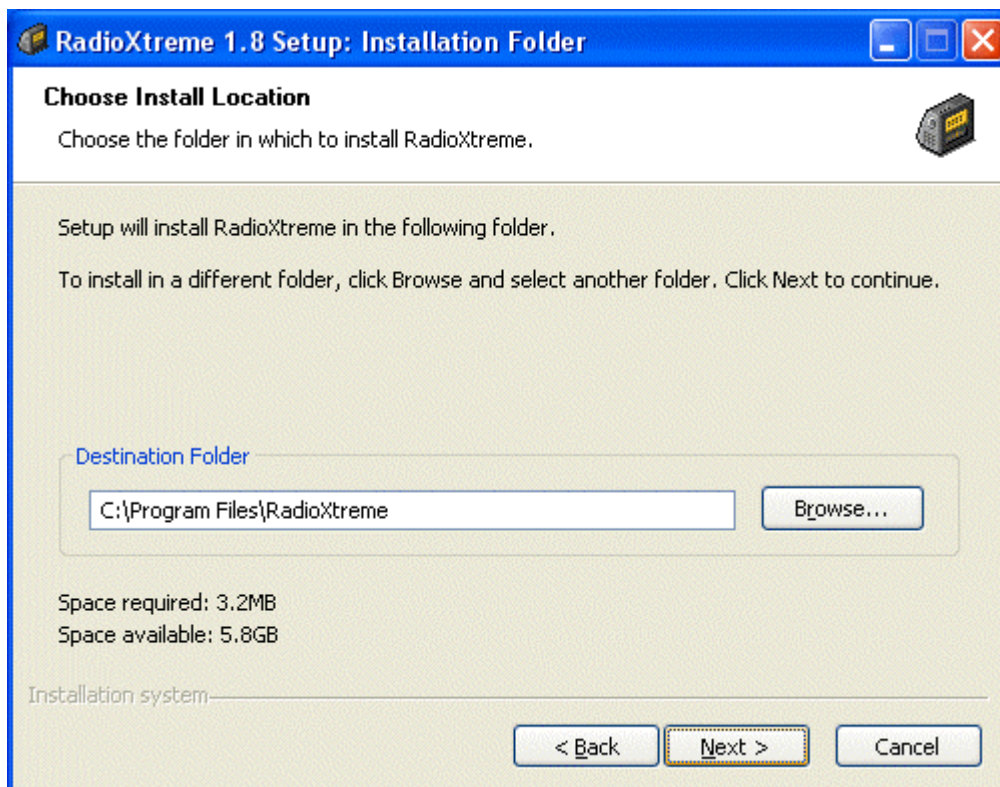 RadioXtreme 1.8 Setup: Installation Folder
Choose Install Location
Choose the folder in which to install RadioXtreme.
Setup will install RadioXtreme in the following folder.
To install in a different folder, click Browse and select another folder. Click Next to continue.
Destination Folder
C:\Program Files\RadioXtreme
Browse...
Space required: 3.2MB
Space available: 5.8GB
Installation system
< Back
Next >
Cancel